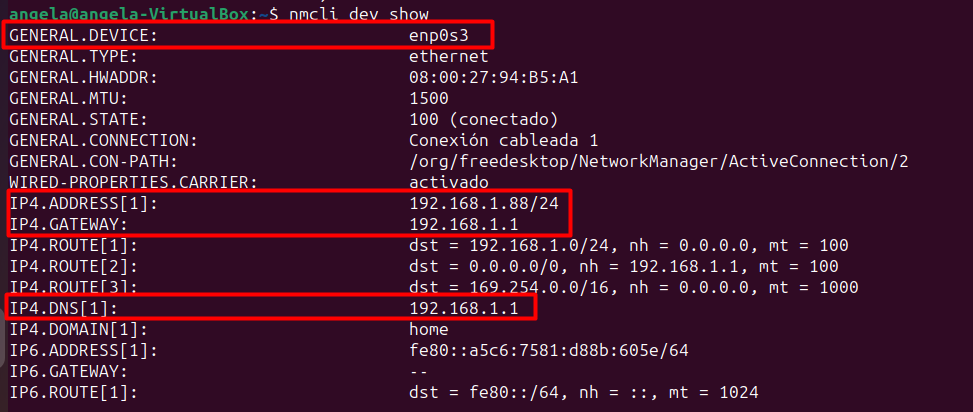 angela@angela-VirtualBox:~$ nmcli dev show
GENERAL.DEVICE: enp0s3
GENERAL.TYPE: ethernet
GENERAL.HWADDR: 08:00:27:94:B5:A1
GENERAL.MTU: 1500
GENERAL.STATE: 100 (conectado)
GENERAL.CONNECTION: Conexión cableada 1
GENERAL.CON-PATH: /org/freedesktop/NetworkManager/ActiveConnection/2
WIRED-PROPERTIES.CARRIER: activado
IP4.ADDRESS[1]: 192.168.1.88/24
IP4.GATEWAY: 192.168.1.1
IP4.ROUTE[1]: dst = 192.168.1.0/24, nh = 0.0.0.0, mt = 100
IP4.ROUTE[2]: dst = 0.0.0.0/0, nh = 192.168.1.1, mt = 100
IP4.ROUTE[3]: dst = 169.254.0.0/16, nh = 0.0.0.0, mt = 1000
IP4.DNS[1]: 192.168.1.1
IP4.DOMAIN[1]: home
IP6.ADDRESS[1]: fe80::a5c6:7581:d88b:605e/64
IP6.GATEWAY: --
IP6.ROUTE[1]: dst = fe80::/64, nh = ::, mt = 1024